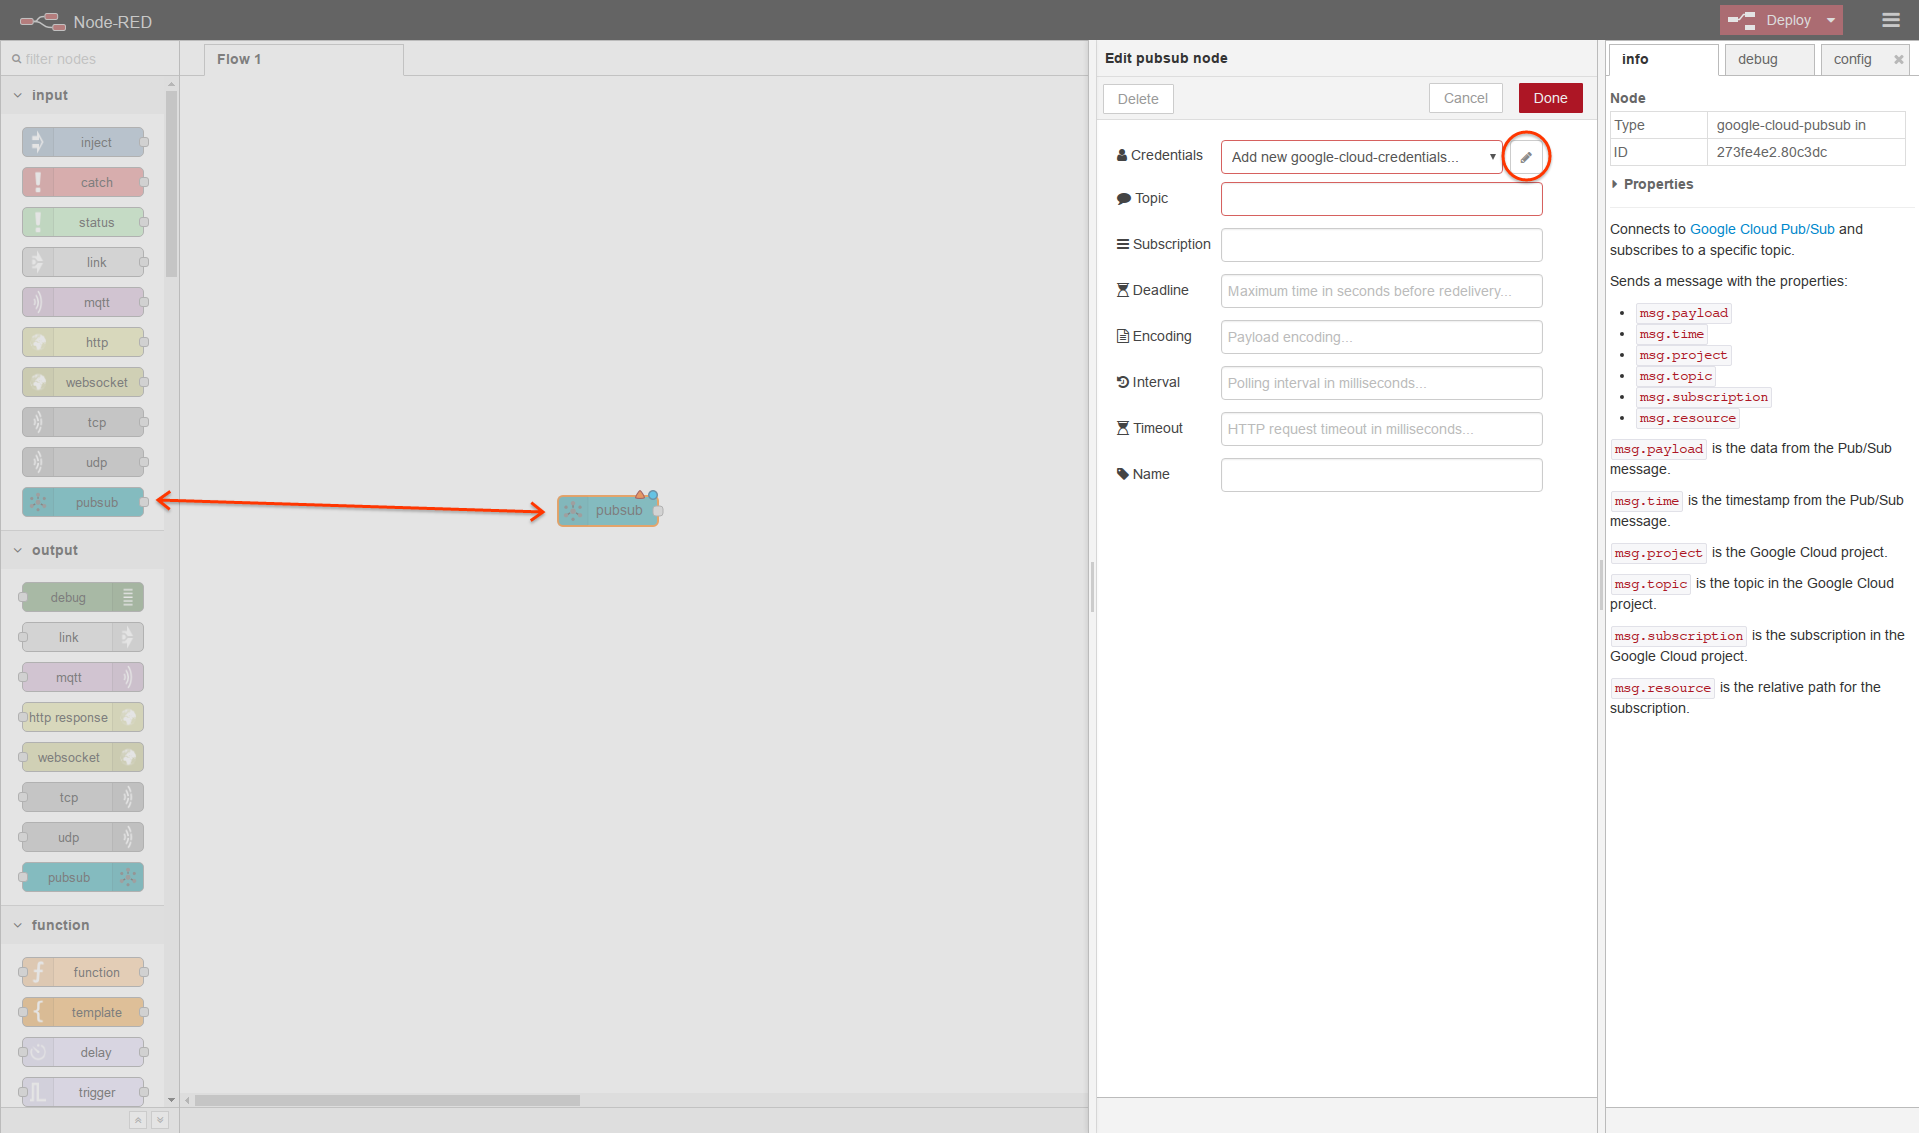 Node-RED
Deploy
filter nodes
input
inject
catch
status
link
mqtt
http
websocket
tcp
udp
pubsub
output
debug
link
mqtt
http response
websocket
tcp
udp
pubsub
function
function
template
delay
trigger
Flow 1
pubsub
Edit pubsub node
Delete
Cancel
Done
Credentials
Add new google-cloud-credentials...
Topic
Subscription
Deadline
Maximum time in seconds before redelivery...
Encoding
Payload encoding...
Interval
Polling interval in milliseconds...
Timeout
HTTP request timeout in milliseconds...
Name
info
debug
config
Node
Type
google-cloud-pubsub in
ID
273fe4e2.80c3dc
Properties
Connects to Google Cloud Pub/Sub and
subscribes to a specific topic.
Sends a message with the properties:
msg.payload
msg.time
msg.project
msg.topic
msg.subscription
msg.resource
msg.payload is the data from the Pub/Sub
message.
msg.time is the timestamp from the Pub/Sub
message.
msg.project is the Google Cloud project.
msg.topic is the topic in the Google Cloud
project.
msg.subscription is the subscription in the
Google Cloud project.
msg.resource is the relative path for the
subscription.